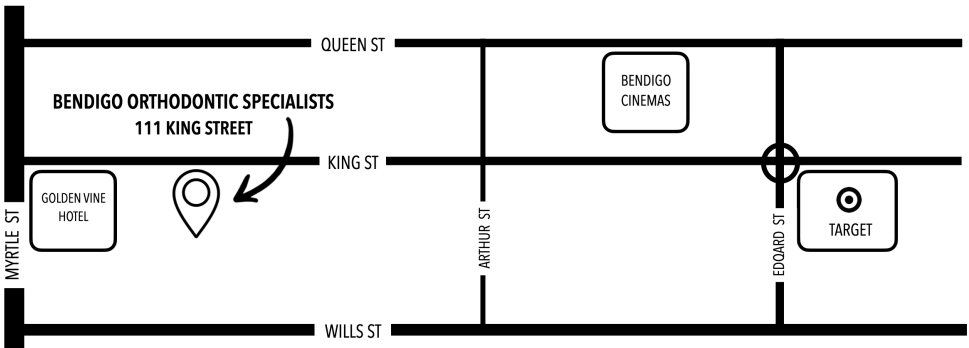 QUEEN ST
BENDIGO
CINEMAS
BENDIGO ORTHODONTIC SPECIALISTS
111 KING STREET
KING ST
GOLDEN VINE
HOTEL
MYRTLE ST
ARTHUR ST
EDQARD ST
TARGET
WILLS ST